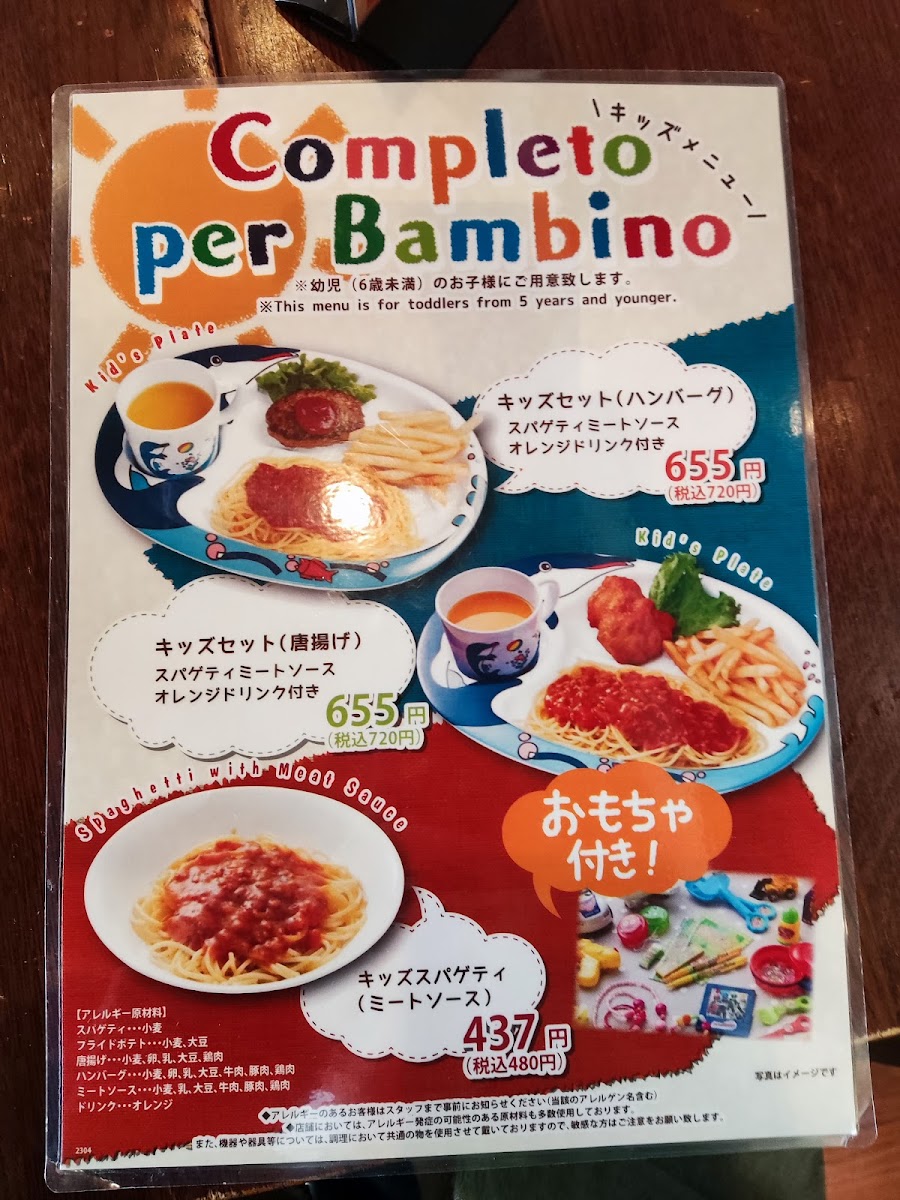 Completo
\キッズメニュー/
per Bambino
※幼児（6歳未満）のお子様にご用意致します。
※This menu is for toddlers from 5 years and younger.
Kid's Plate
キッズセット(ハンバーグ)
スパゲティミートソース
オレンジドリンク付き
655円
(税込720円)
Kid's Plate
キッズセット(唐揚げ)
スパゲティミートソース
オレンジドリンク付き
655円
(税込720円)
Spaghetti with Meat Sauce
おもちゃ
付き!
キッズスパゲティ
(ミートソース)
437円
(税込480円)
【アレルギー原材料】
スパゲティ・・・小麦
フライドポテト・・・小麦、大豆
唐揚げ・・・小麦、卵、乳、大豆、鶏肉
ハンバーグ・・・小麦、卵、乳、大豆、牛肉、豚肉、鶏肉
ミートソース・・・小麦、乳、大豆、牛肉、豚肉、鶏肉
ドリンク・・・オレンジ
写真はイメージです
◆アレルギーのあるお客様はスタッフまで事前にお知らせください(当該のアレルゲン名含む)
◆店舗においては、アレルギー発症の可能性のある原材料も多数使用しております。
また、機器や器具等については、調理において共通の物を使用させて戴いておりますので、敏感な方はご注意をお願い致します。
2304